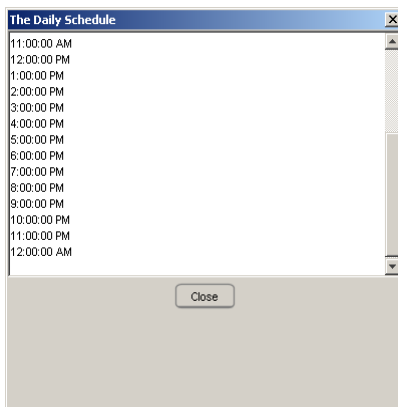 The Daily Schedule
11:00:00 AM
12:00:00 PM
1:00:00 PM
2:00:00 PM
3:00:00 PM
4:00:00 PM
5:00:00 PM
6:00:00 PM
7:00:00 PM
8:00:00 PM
9:00:00 PM
10:00:00 PM
11:00:00 PM
12:00:00 AM
Close